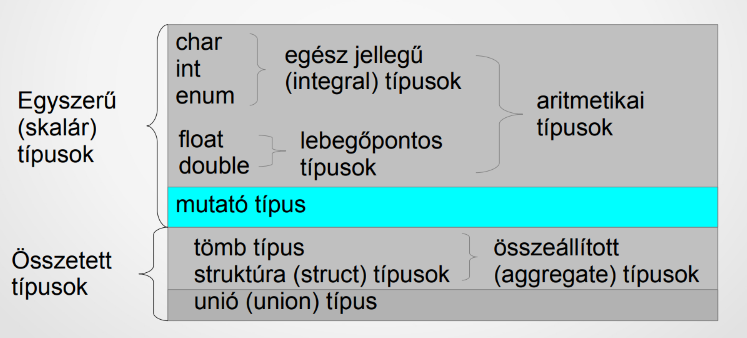 Egyszerű
(skalár)
típusok
char
int
enum
egész jellegű
(integral) típusok
float
double
lebegőpontos
típusok
aritmetikai
típusok
mutató típus
Összetett
típusok
tömb típus
struktúra (struct) típusok
unió (union) típus
összeállított
(aggregate) típusok